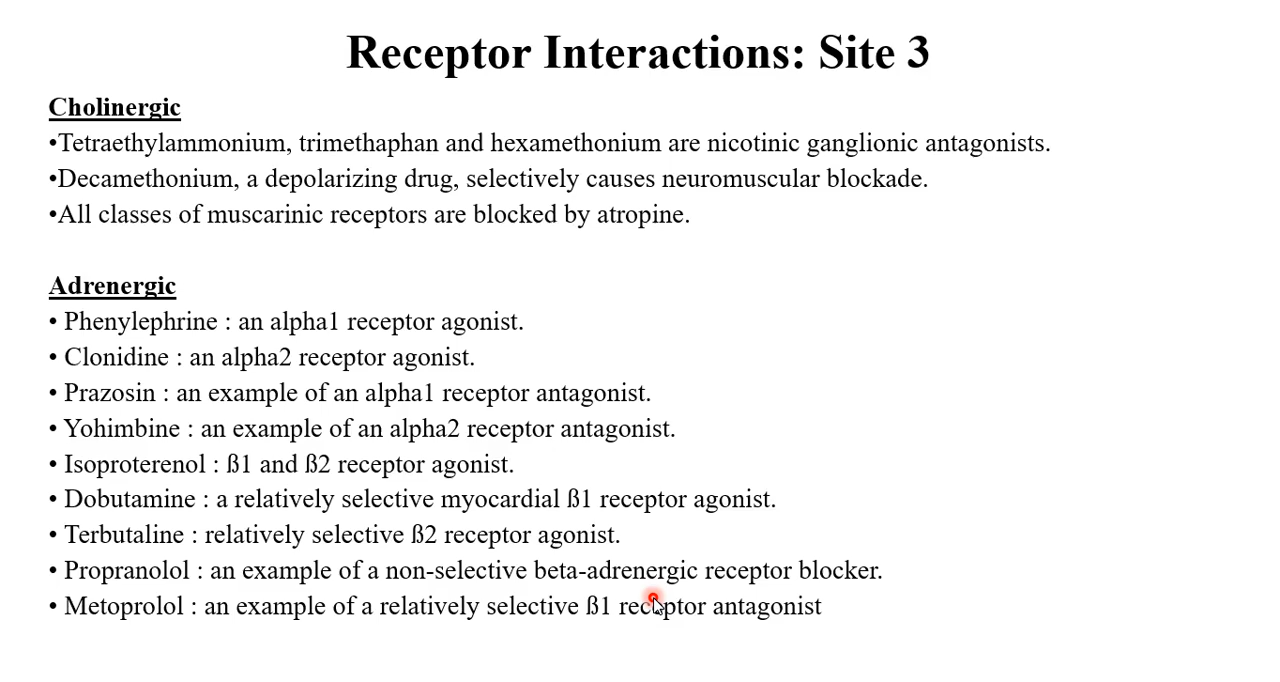 Receptor Interactions: Site 3
Cholinergic
•Tetraethylammonium, trimethaphan and hexamethonium are nicotinic ganglionic antagonists.
•Decamethonium, a depolarizing drug, selectively causes neuromuscular blockade.
•All classes of muscarinic receptors are blocked by atropine.
Adrenergic
• Phenylephrine : an alpha1 receptor agonist.
• Clonidine : an alpha2 receptor agonist.
• Prazosin : an example of an alpha1 receptor antagonist.
• Yohimbine : an example of an alpha2 receptor antagonist.
• Isoproterenol : ß1 and ß2 receptor agonist.
• Dobutamine : a relatively selective myocardial ß1 receptor agonist.
• Terbutaline : relatively selective ß2 receptor agonist.
• Propranolol : an example of a non-selective beta-adrenergic receptor blocker.
• Metoprolol : an example of a relatively selective ß1 receptor antagonist